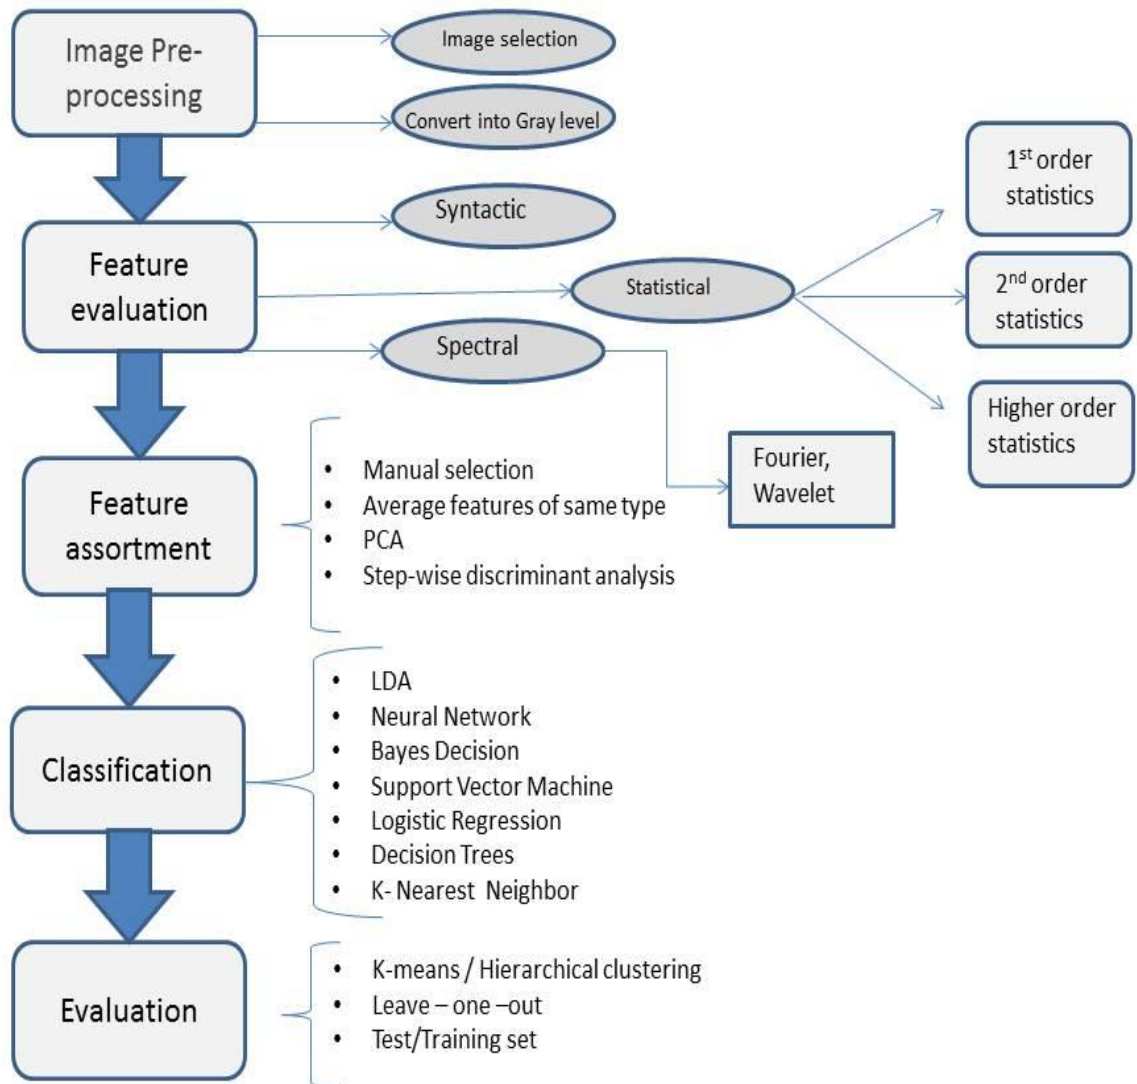 Image Pre-
processing
Image selection
Convert into Gray level
Feature
evaluation
Syntactic
Statistical
Spectral
1st order
statistics
2nd order
statistics
Higher order
statistics
Fourier,
Wavelet
Feature
assortment
• Manual selection
• Average features of same type
• PCA
• Step-wise discriminant analysis
Classification
• LDA
• Neural Network
• Bayes Decision
• Support Vector Machine
• Logistic Regression
• Decision Trees
• K- Nearest Neighbor
Evaluation
• K-means / Hierarchical clustering
• Leave – one –out
• Test/Training set